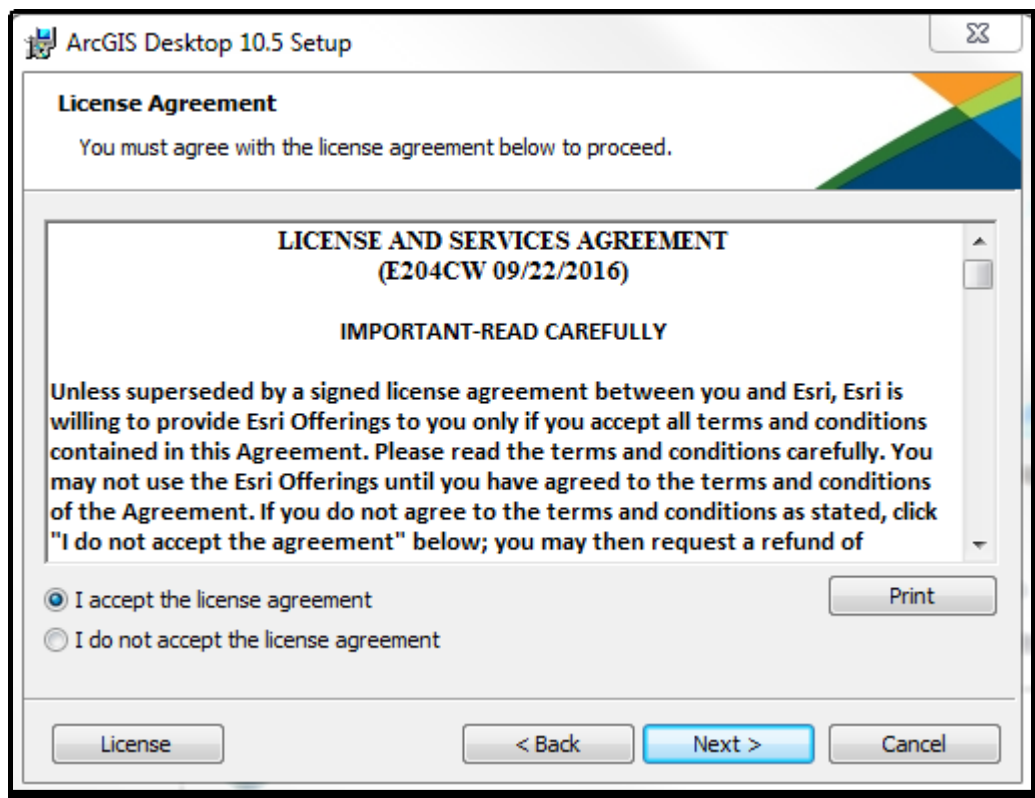 ArcGIS Desktop 10.5 Setup
License Agreement
You must agree with the license agreement below to proceed.
LICENSE AND SERVICES AGREEMENT
(E204CW 09/22/2016)
IMPORTANT-READ CAREFULLY
Unless superseded by a signed license agreement between you and Esri, Esri is
willing to provide Esri Offerings to you only if you accept all terms and conditions
contained in this Agreement. Please read the terms and conditions carefully. You
may not use the Esri Offerings until you have agreed to the terms and conditions
of the Agreement. If you do not agree to the terms and conditions as stated, click
"I do not accept the agreement" below; you may then request a refund of
I accept the license agreement
Print
I do not accept the license agreement
License
< Back
Next >
Cancel